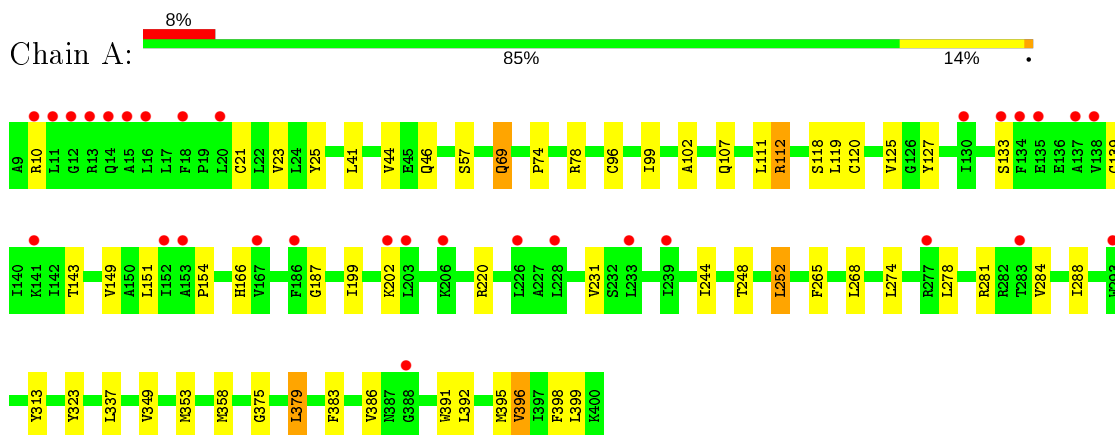 8%
Chain A:
85% 14% •
A9 R10 L11 G12 R13 Q14 A15 L16 L17 F18 P19 L20 C21 L22 V23 L24 Y25 L41 V44 E45 Q46 S57 Q69 P74 R78 C96 I99 A102 Q107 L111 R112 S118 L119 C120 V125 G126 Y127 I130 S133 F134 E135 E136 A137 V138 G139
I140 K141 I142 T143 V149 A150 L151 I152 A153 P154 H166 V167 F186 G187 I199 K202 L203 K206 R220 L226 A227 L228 V231 S232 L233 I239 I244 T248 L252 F265 L268 L274 R277 L278 R281 R282 T283 V284 I288 W293
Y313 Y323 L337 V349 M353 M358 G375 L379 F383 V386 N387 G388 W391 L392 M395 V396 I397 F398 L399 K400